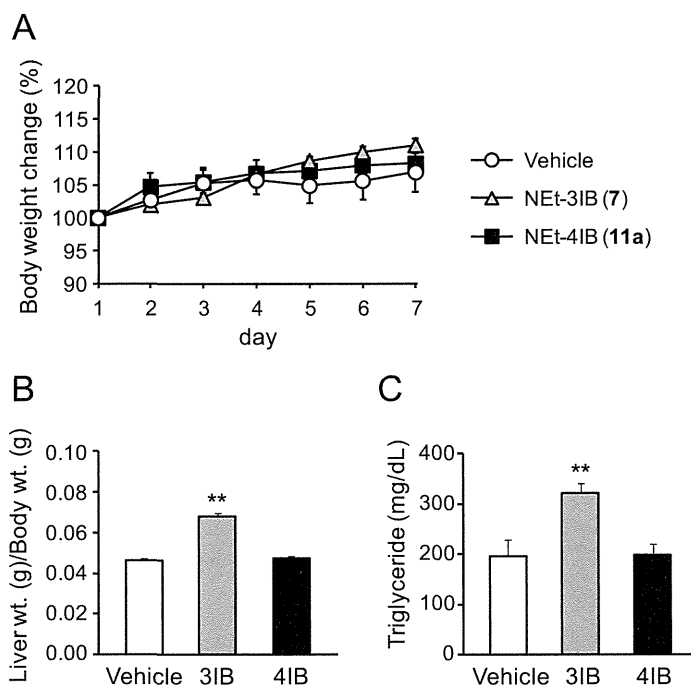 A
Body weight change (%)
120
115
110
105
100
95
90
1 2 3 4 5 6 7
day
Vehicle
NEt-3IB (7)
NEt-4IB (11a)
B
Liver wt. (g)/Body wt. (g)
0.10
0.08
0.06
0.04
0.02
0.00
**
Vehicle 3IB 4IB
C
Triglyceride (mg/dL)
400
300
200
100
0
**
Vehicle 3IB 4IB